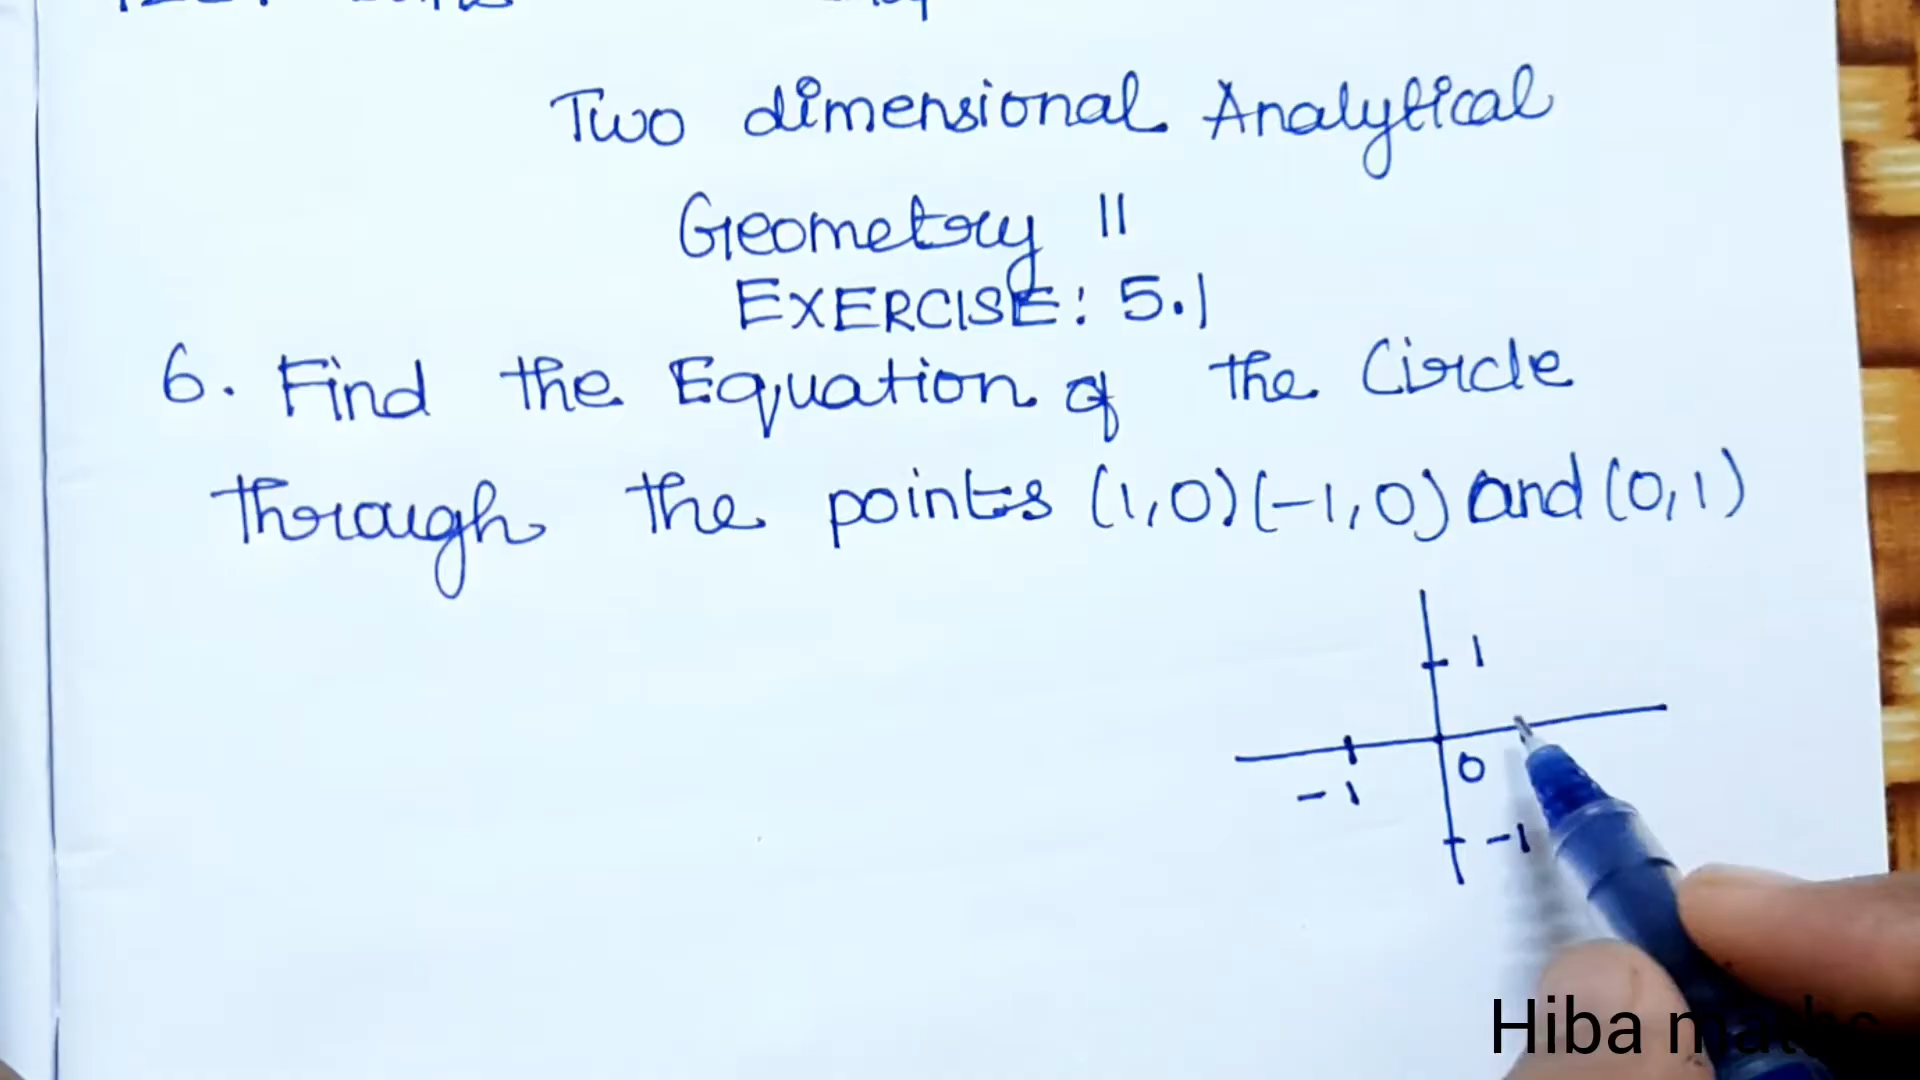 Two dimensional Analytical
Geometry II
EXERCISE: 5.1
6. Find the Equation of the Circle
through the points (1,0)(-1,0) and (0,1)
1
0
-1
-1
Hiba maths